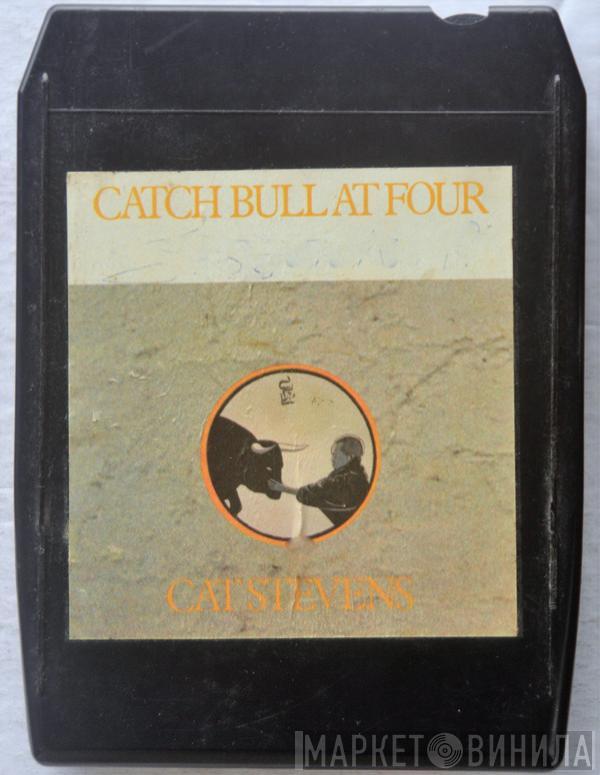 CATCH BULL AT FOUR
CAT STEVENS
МАРКЕТ ВИНИЛА